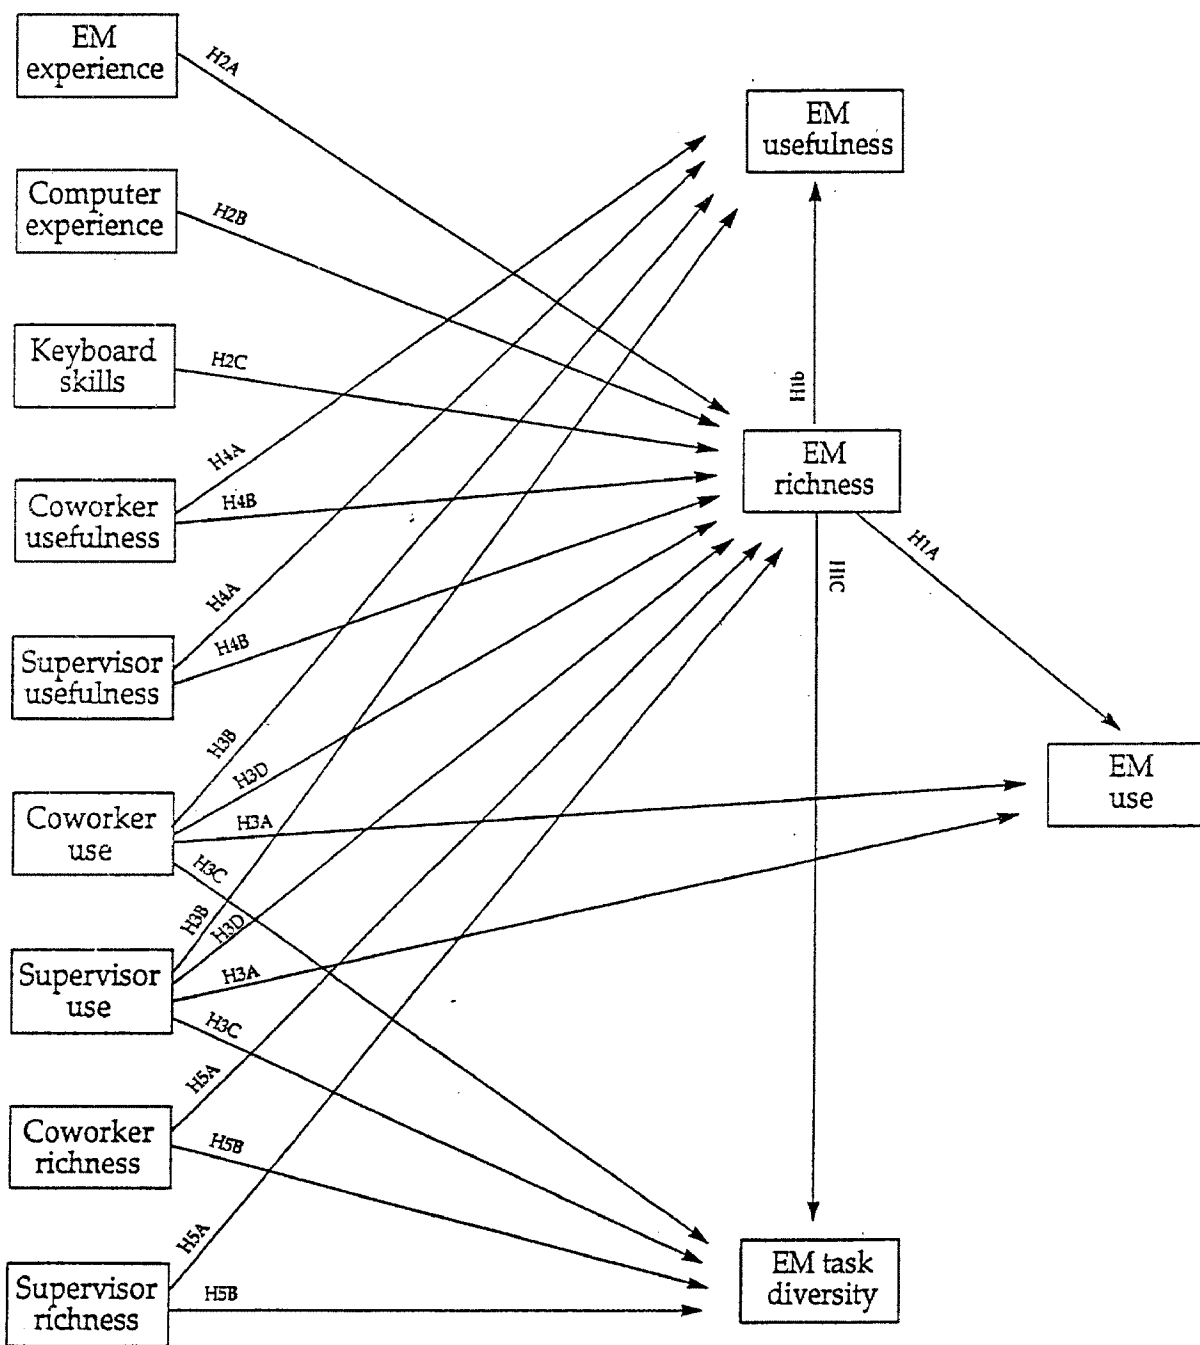 EM
experience
H2A
EM
usefulness
Computer
experience
H2B
Keyboard
skills
H2C
H1b
EM
richness
H4A
Coworker
usefulness
H4B
H1A
H1C
H4A
Supervisor
usefulness
H4B
H3B
H3D
EM
use
Coworker
use
H3A
H3C
H3B
H3D
Supervisor
use
H3A
H3C
H5A
Coworker
richness
H5B
H5A
EM task
diversity
Supervisor
richness
H5B